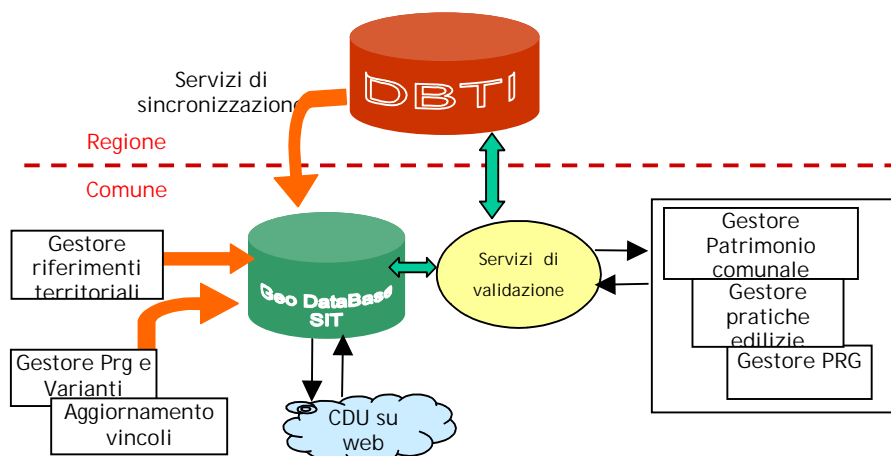 DBTI
Servizi di
sincronizzazione
Regione
Comune
Gestore
riferimenti
territoriali
Geo DataBase
SIT
Servizi di
validazione
Gestore
Patrimonio
comunale
Gestore
pratiche
edilizie
Gestore PRG
Gestore Prg e
Varianti
Aggiornamento
vincoli
CDU su
web